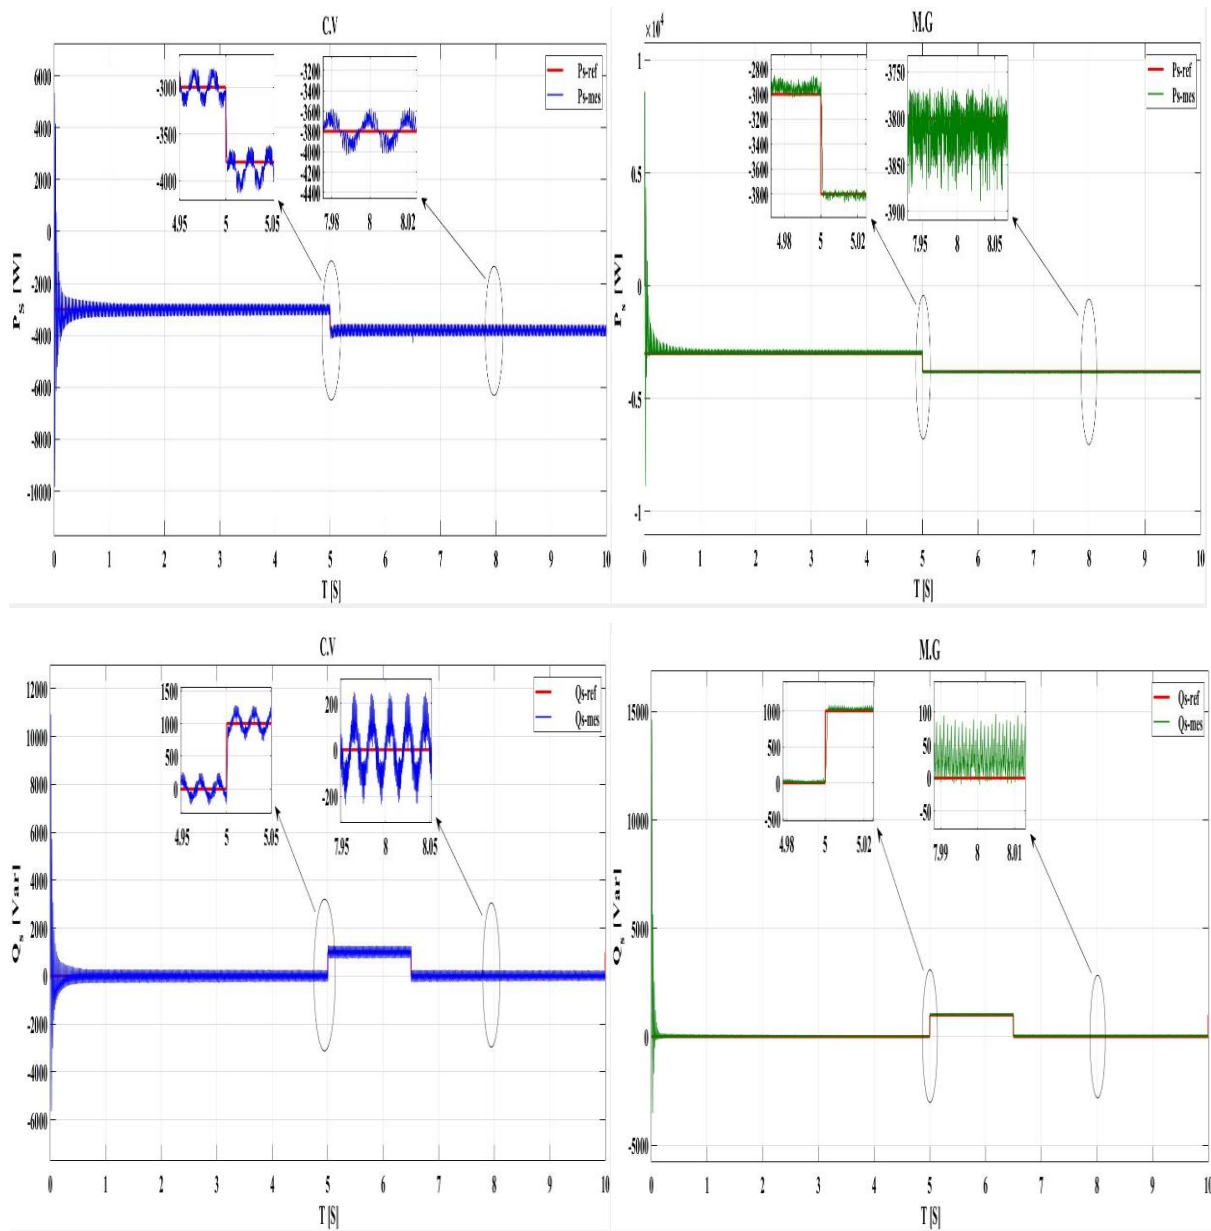 C.V
Ps-ref
Ps-mes
6000
4000
2000
0
-2000
-4000
-6000
-8000
-10000
Ps [W]
0 1 2 3 4 5 6 7 8 9 10
T [S]
-3000
-3500
-4000
4.95 5 5.05
-3200
-3400
-3600
-3800
-4000
-4200
-4400
7.98 8 8.02
M.G
×10⁴
Ps-ref
Ps-mes
1
0.5
0
-0.5
-1
Ps [W]
0 1 2 3 4 5 6 7 8 9 10
T [S]
-2800
-3000
-3200
-3400
-3600
-3800
4.98 5 5.02
-3750
-3800
-3850
-3900
7.95 8 8.05
C.V
Qs-ref
Qs-mes
12000
10000
8000
6000
4000
2000
0
-2000
-4000
-6000
Qs [Var]
0 1 2 3 4 5 6 7 8 9 10
T [S]
1500
1000
500
0
4.95 5 5.05
200
0
-200
7.95 8 8.05
M.G
Qs-ref
Qs-mes
15000
10000
5000
0
-5000
Qs [Var]
0 1 2 3 4 5 6 7 8 9 10
T [S]
1000
500
0
-500
4.98 5 5.02
100
50
0
-50
7.99 8 8.01